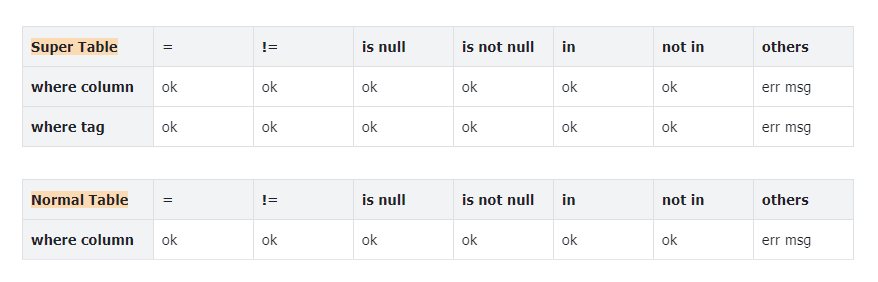 Super Table = != is null is not null in not in others
where column ok ok ok ok ok ok err msg
where tag ok ok ok ok ok ok err msg
Normal Table = != is null is not null in not in others
where column ok ok ok ok ok ok err msg